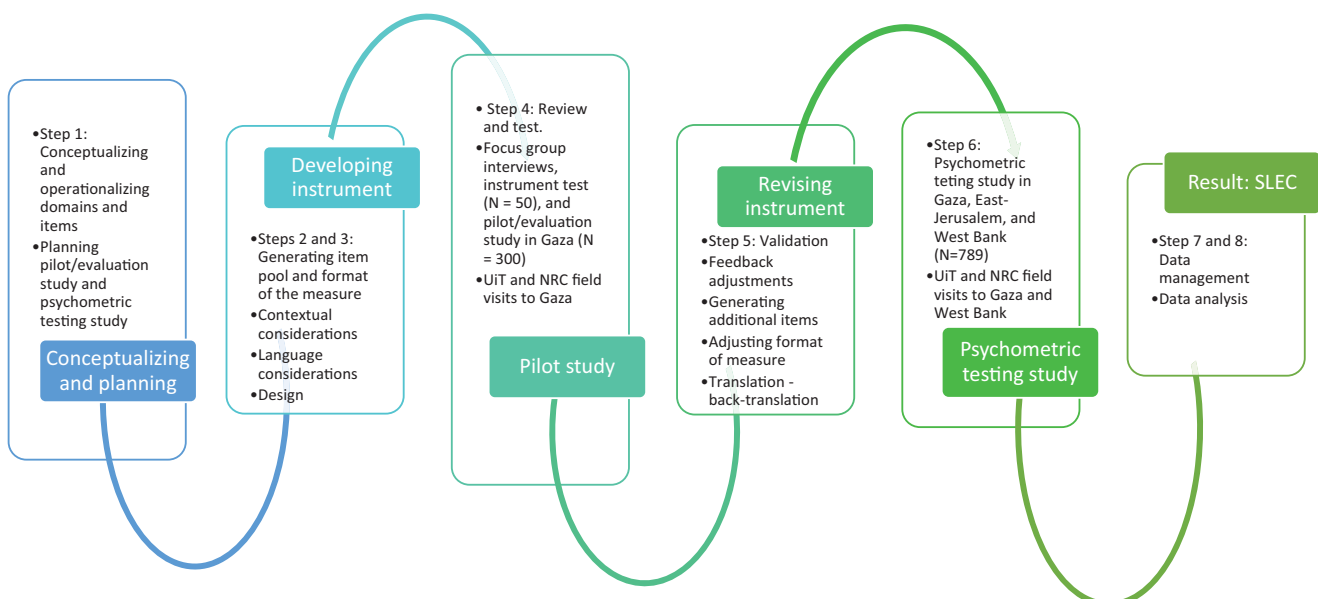 •Step 1:
Conceptualizing
and
operationalizing
domains and
items
•Planning
pilot/evaluation
study and
psychometric
testing study
Conceptualizing
and planning
Developing
instrument
•Steps 2 and 3:
Generating item
pool and format
of the measure
•Contextual
considerations
•Language
considerations
•Design
• Step 4: Review
and test.
•Focus group
interviews,
instrument test
(N = 50), and
pilot/evaluation
study in Gaza (N
= 300)
•UiT and NRC field
visits to Gaza
Pilot study
Revising
instrument
•Step 5: Validation
•Feedback
adjustments
•Generating
additional items
•Adjusting format
of measure
•Translation -
back-translation
•Step 6:
Psychometric
teting study in
Gaza, East-
Jerusalem, and
West Bank
(N=789)
•UiT and NRC field
visits to Gaza and
West Bank
Psychometric
testing study
Result: SLEC
•Step 7 and 8:
Data
management
•Data analysis